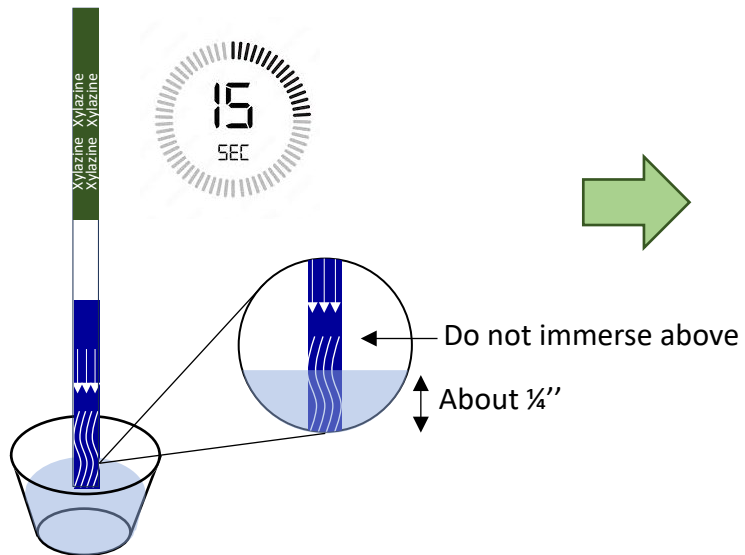 Xylazine Xylazine
Xylazine Xylazine
15
SEC
Do not immerse above
About ¼’’